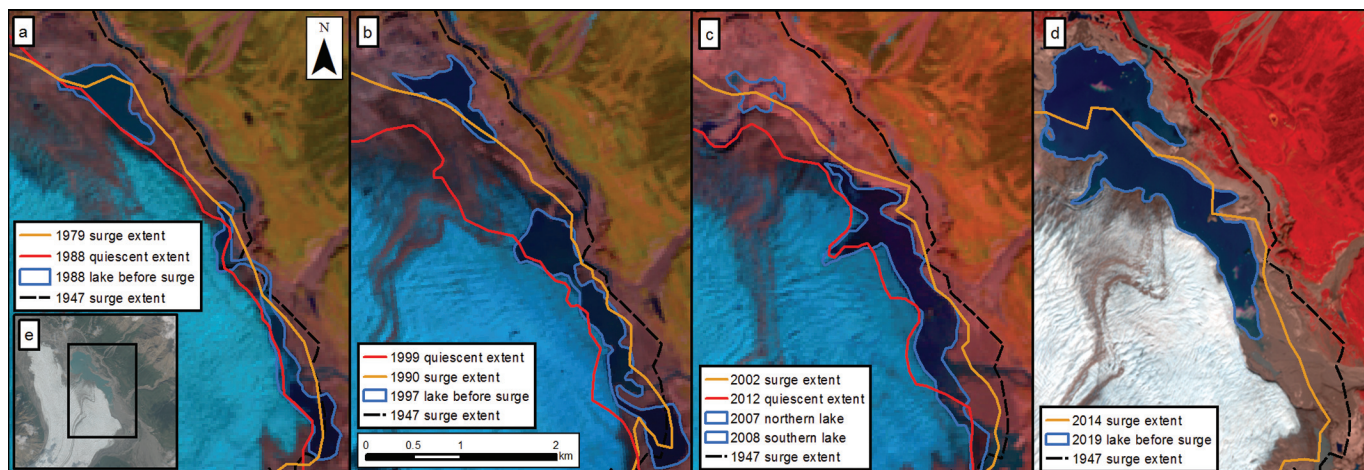 a
N
1979 surge extent
1988 quiescent extent
1988 lake before surge
1947 surge extent
e
b
1999 quiescent extent
1990 surge extent
1997 lake before surge
1947 surge extent
0 0.5 1 2
km
c
2002 surge extent
2012 quiescent extent
2007 northern lake
2008 southern lake
1947 surge extent
d
2014 surge extent
2019 lake before surge
1947 surge extent